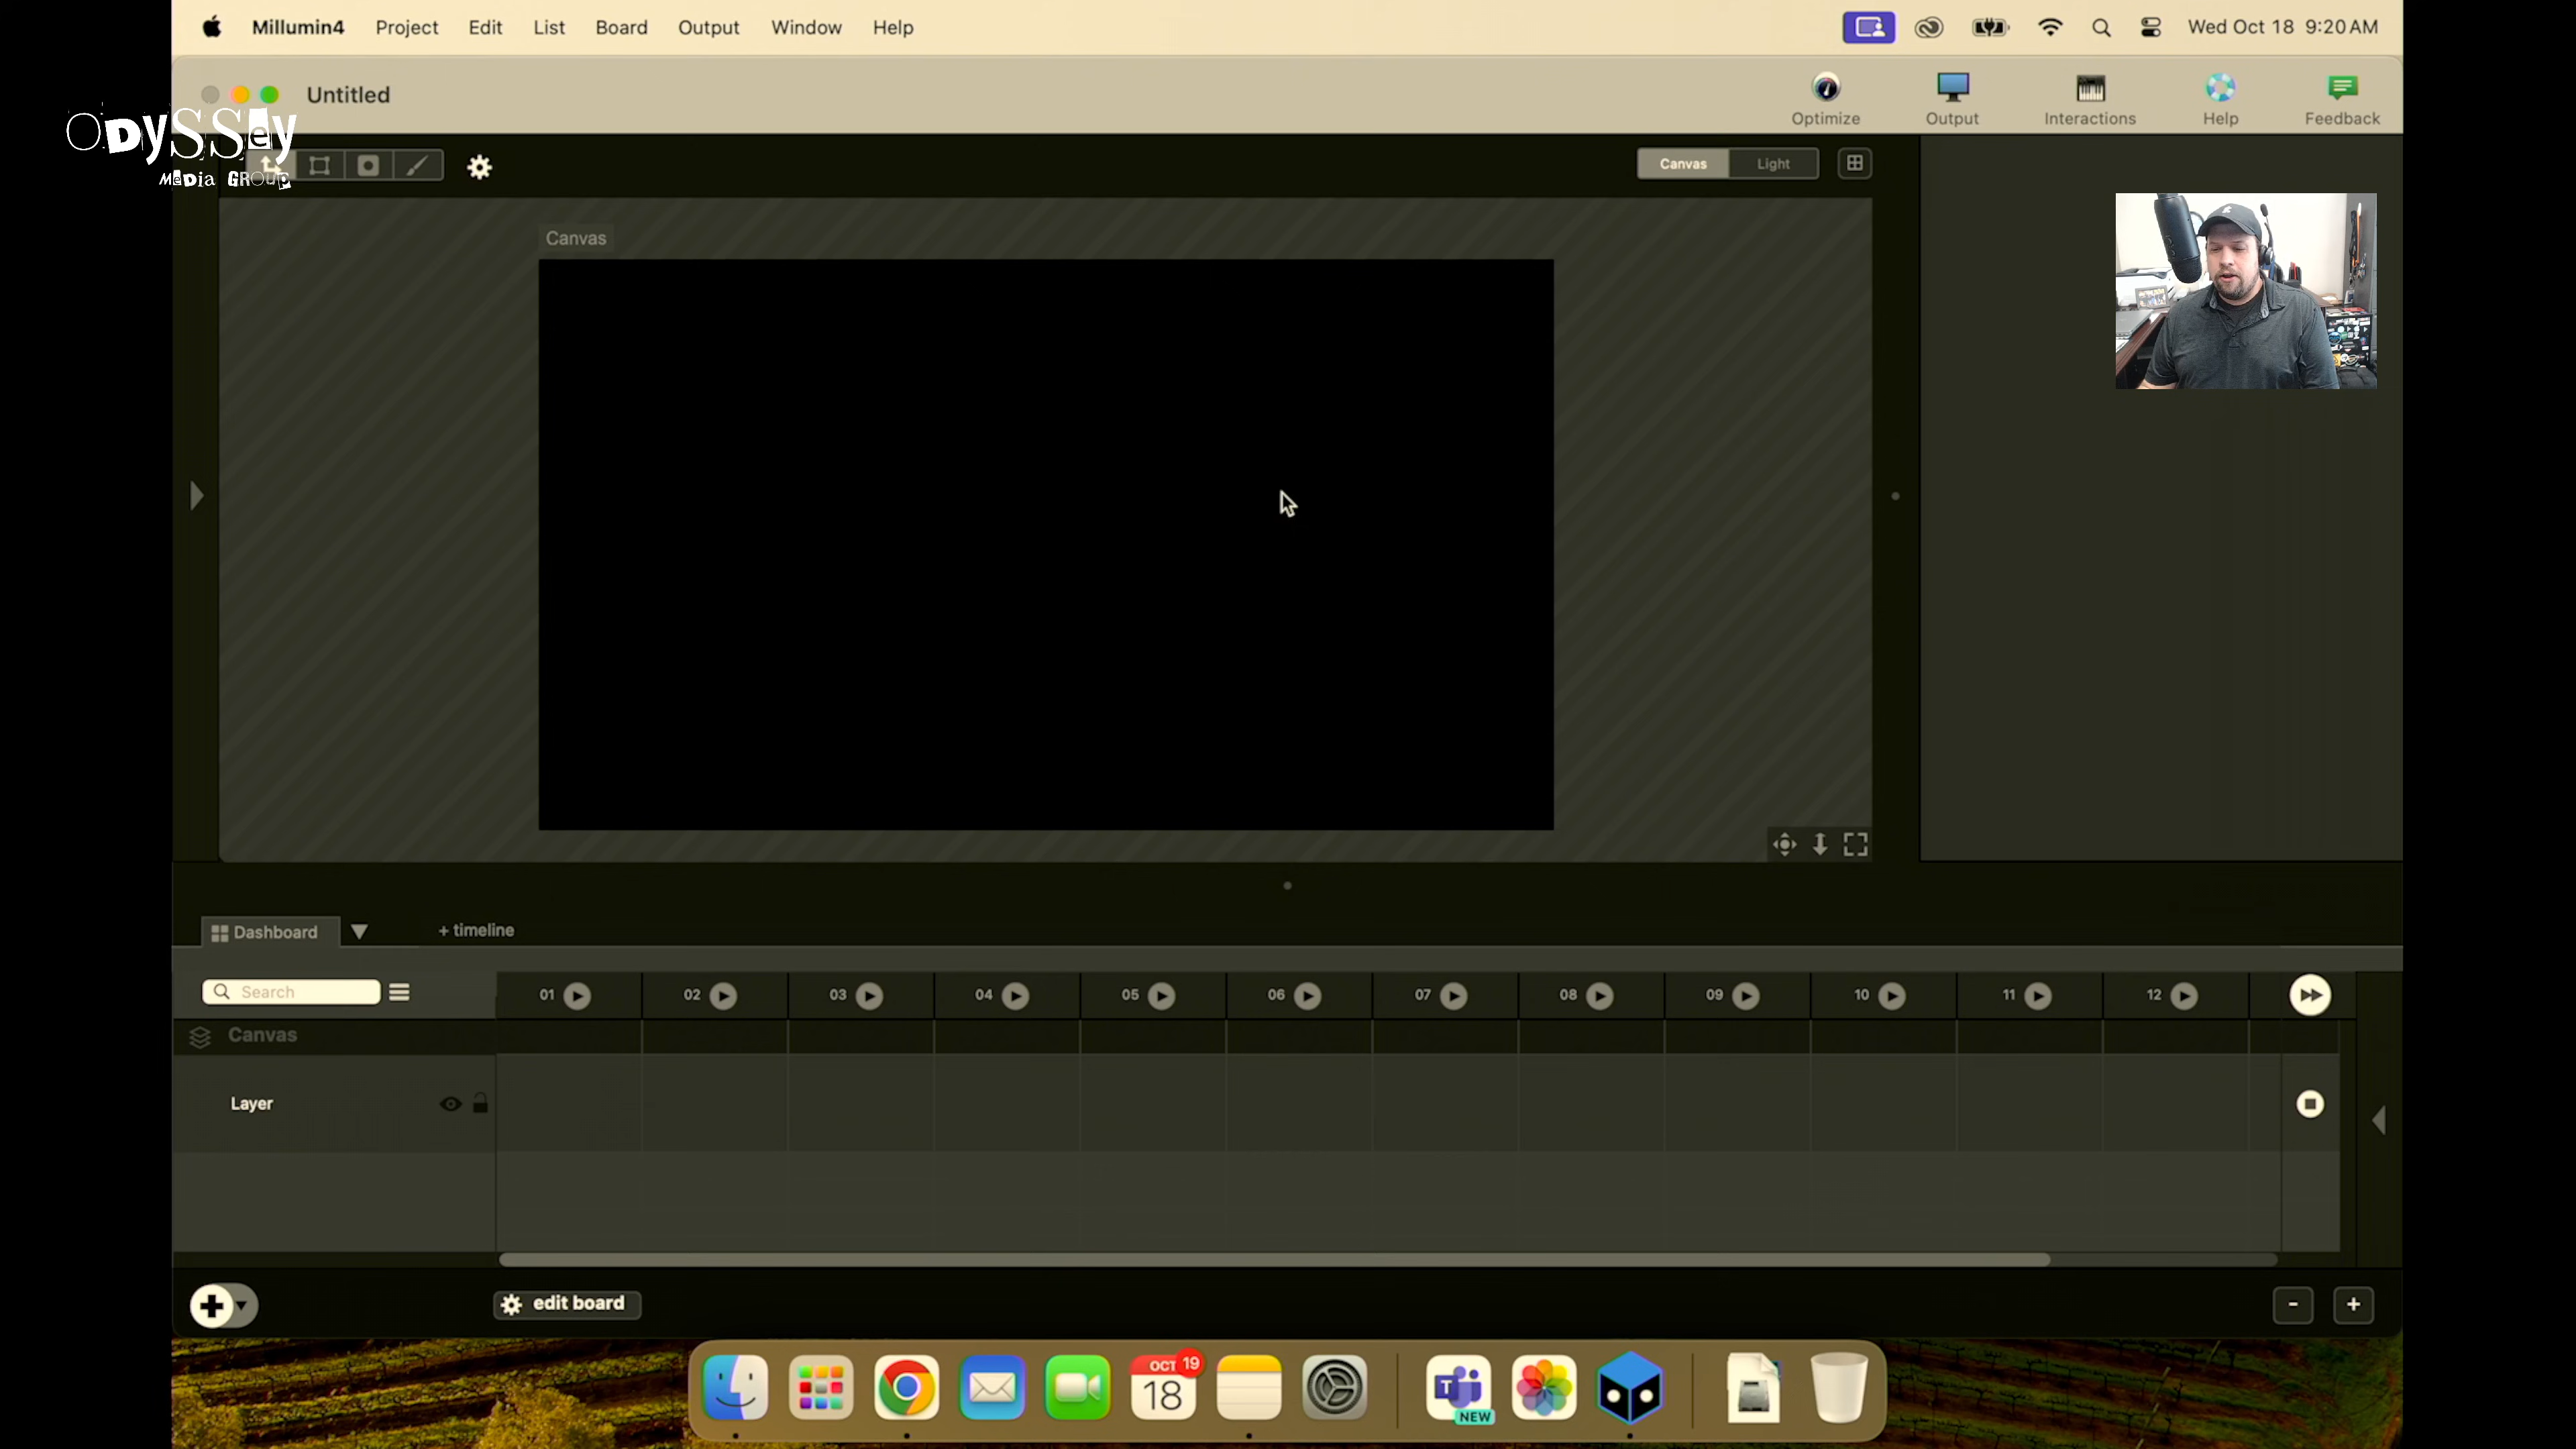 Millumin4 Project Edit List Board Output Window Help Wed Oct 18 9:20 AM
Untitled
Optimize Output Interactions Help Feedback
ODySSey
MeDia GROUp
Canvas Light
Canvas
Dashboard + timeline
Search 01 02 03 04 05 06 07 08 09 10 11 12
Canvas
Layer
edit board - +
OCT 19
18
T
NEW